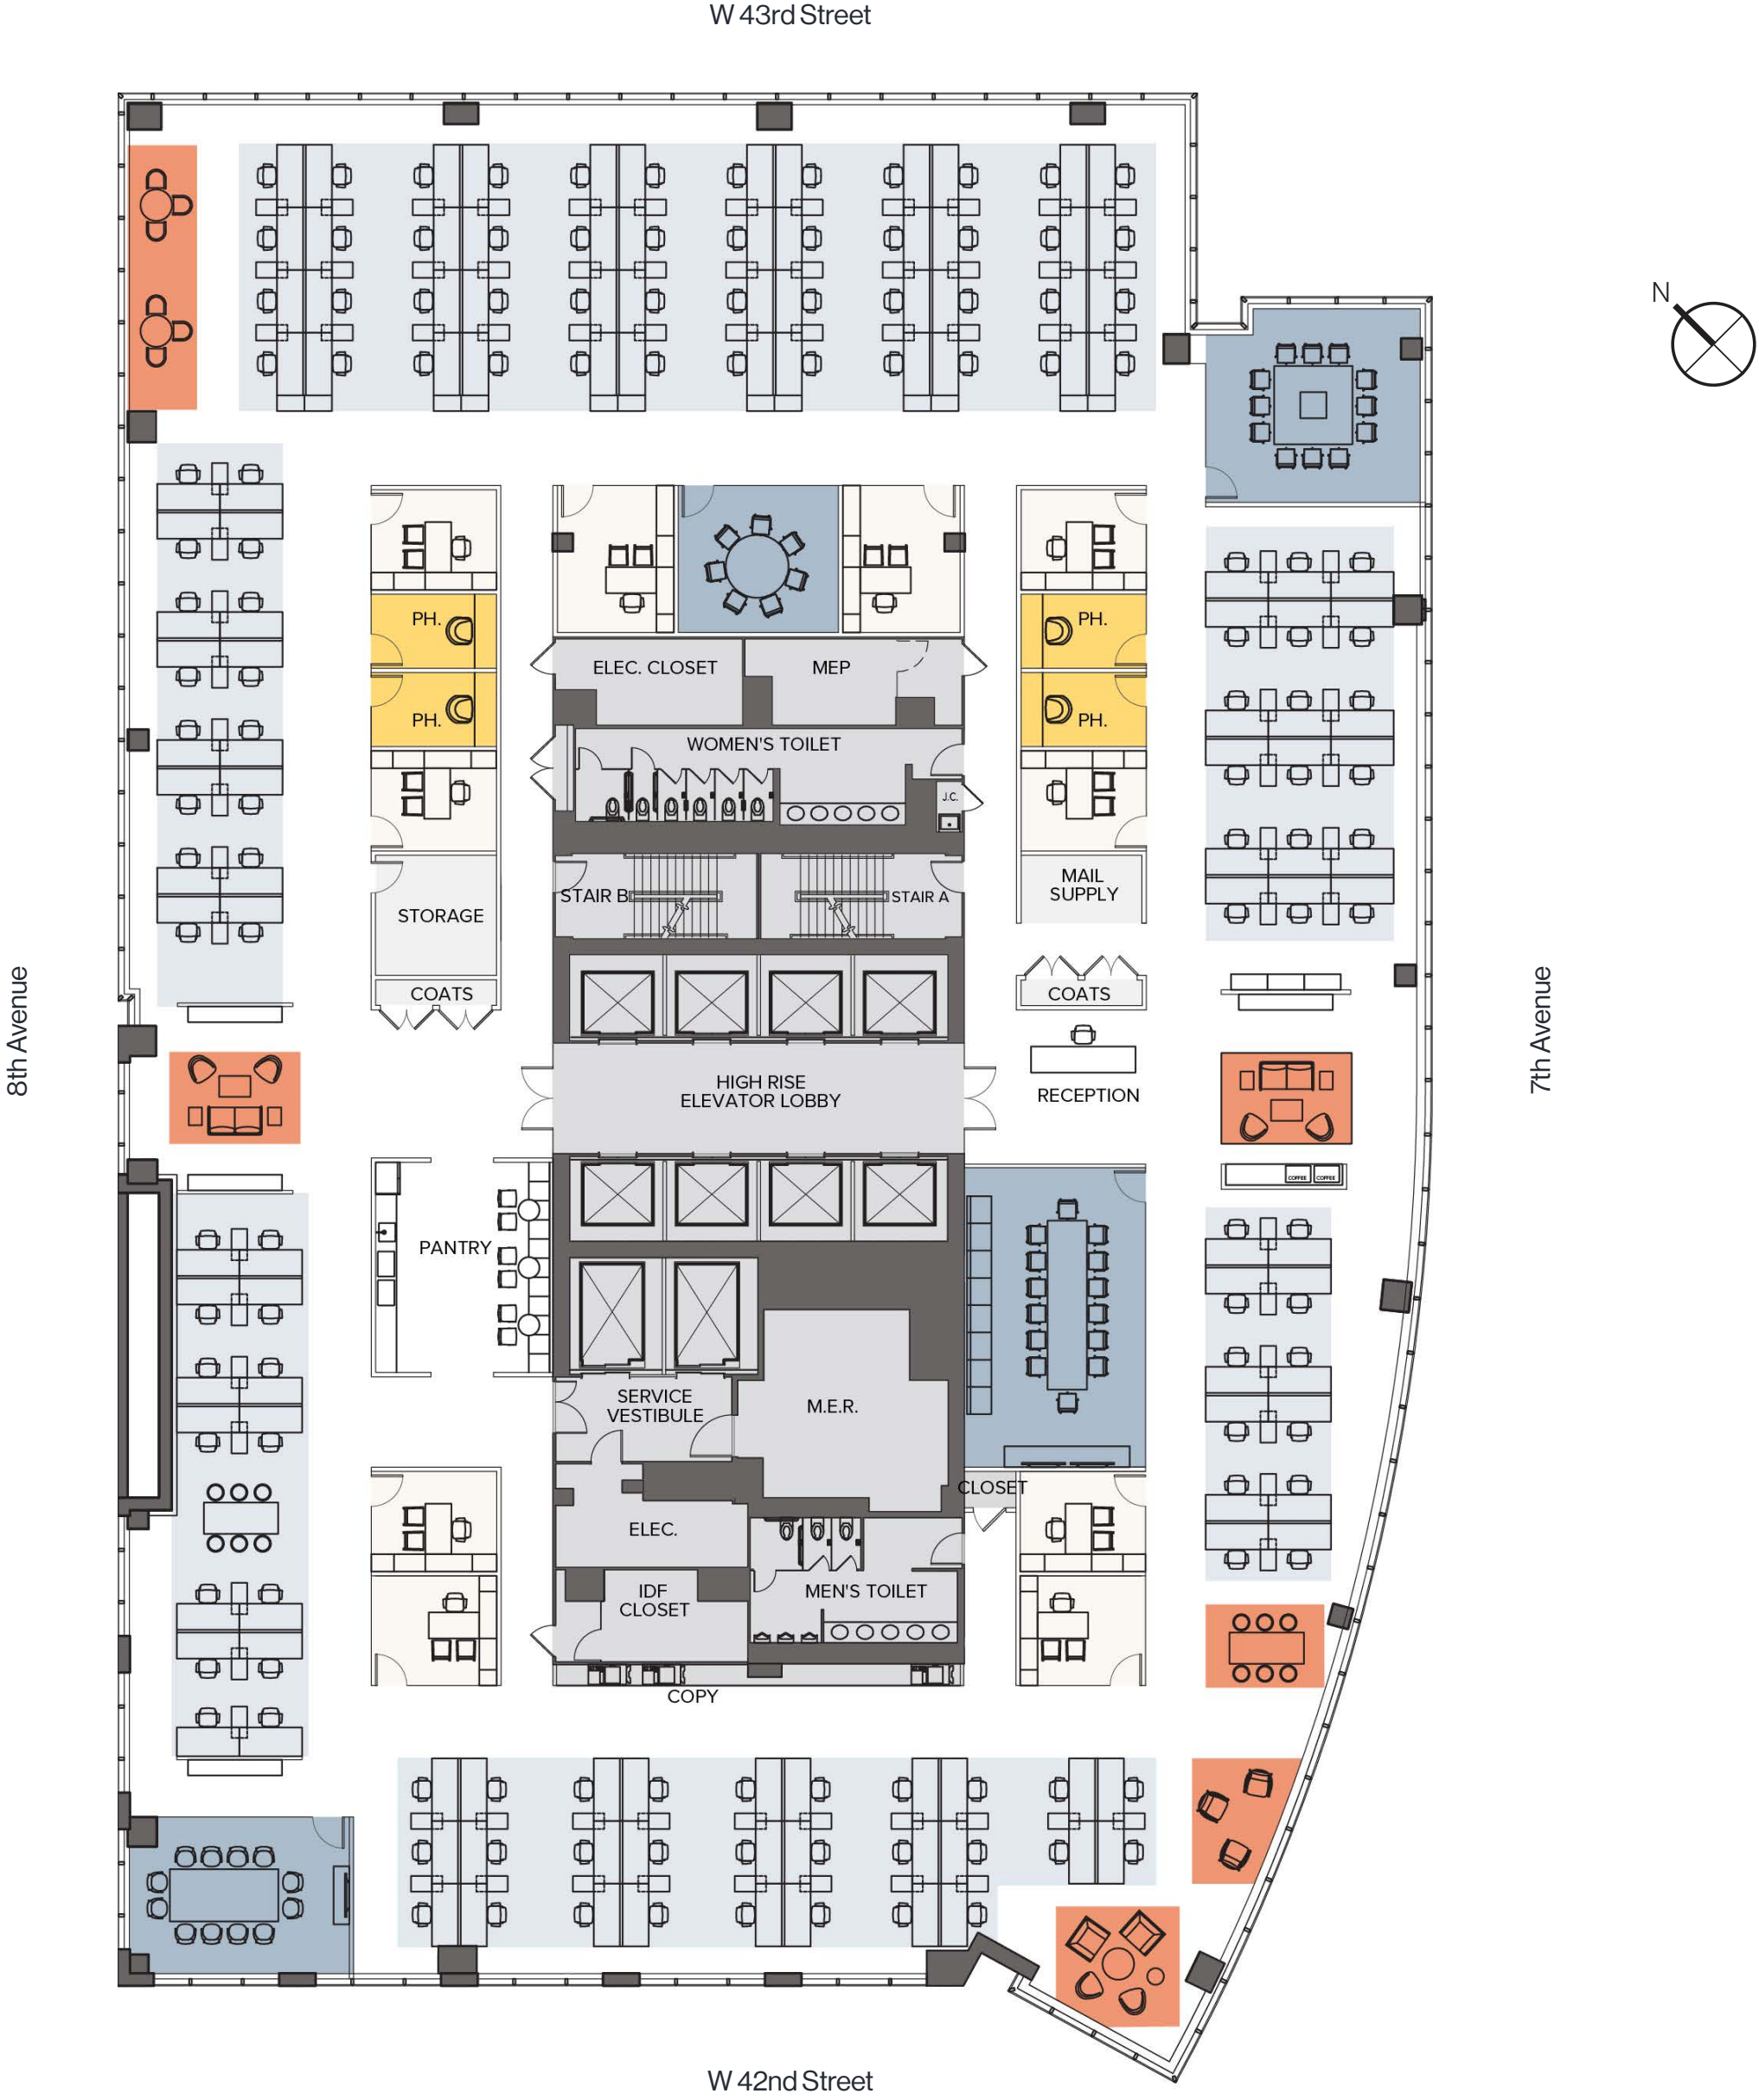 W 43rd Street
N
PH.
PH.
ELEC. CLOSET
MEP
PH.
PH.
WOMEN'S TOILET
J.C.
MAIL
SUPPLY
STAIR B
STAIR A
STORAGE
COATS
COATS
8th Avenue
7th Avenue
HIGH RISE
ELEVATOR LOBBY
RECEPTION
COFFEE COFFEE
PANTRY
SERVICE
VESTIBULE
M.E.R.
CLOSET
ELEC.
IDF
CLOSET
MEN'S TOILET
COPY
W 42nd Street